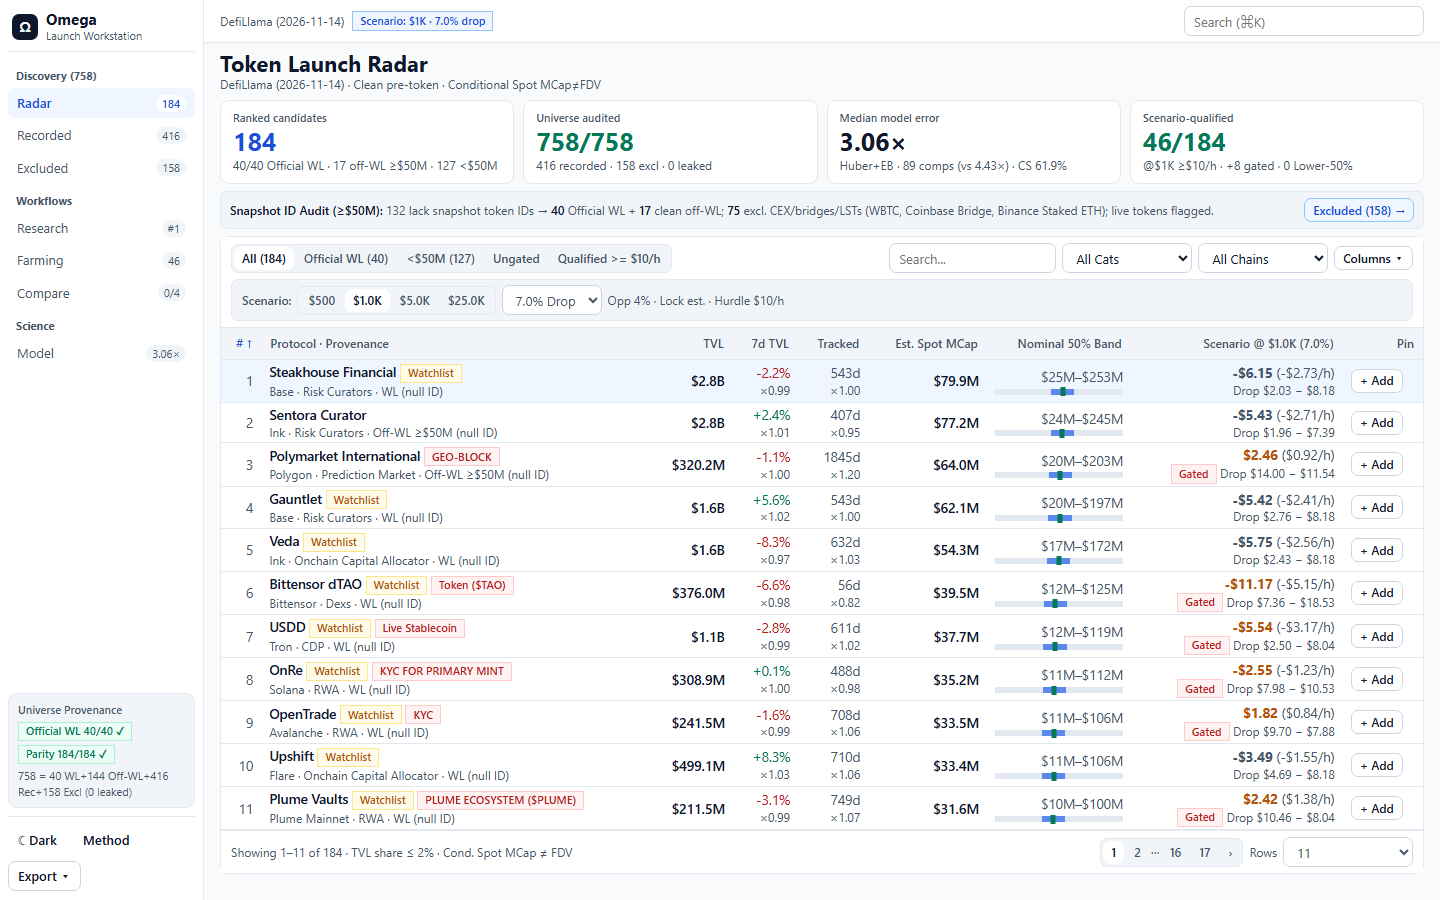 Ω Omega
Launch Workstation
Discovery (758)
Radar 184
Recorded 416
Excluded 158
Workflows
Research #1
Farming 46
Compare 0/4
Science
Model 3.06×
Universe Provenance
Official WL 40/40 ✓
Parity 184/184 ✓
758 = 40 WL+144 Off-WL+416
Rec+158 Excl (0 leaked)
☾ Dark Method
Export ▾
DefiLlama (2026-11-14) Scenario: $1K · 7.0% drop Search (⌘K)
Token Launch Radar
DefiLlama (2026-11-14) · Clean pre-token · Conditional Spot MCap≠FDV
Ranked candidates
184
40/40 Official WL · 17 off-WL ≥$50M · 127 <$50M
Universe audited
758/758
416 recorded · 158 excl · 0 leaked
Median model error
3.06×
Huber+EB · 89 comps (vs 4.43×) · CS 61.9%
Scenario-qualified
46/184
@$1K ≥$10/h · +8 gated · 0 Lower-50%
Snapshot ID Audit (≥$50M): 132 lack snapshot token IDs → 40 Official WL + 17 clean off-WL; 75 excl. CEX/bridges/LSTs (WBTC, Coinbase Bridge, Binance Staked ETH); live tokens flagged. Excluded (158) →
All (184) Official WL (40) <$50M (127) Ungated Qualified >= $10/h Search... All Cats All Chains Columns ▾
Scenario: $500 $1.0K $5.0K $25.0K 7.0% Drop Opp 4% · Lock est. · Hurdle $10/h
# ↑ Protocol · Provenance TVL 7d TVL Tracked Est. Spot MCap Nominal 50% Band Scenario @ $1.0K (7.0%) Pin
1 Steakhouse Financial Watchlist $2.8B -2.2% 543d $79.9M $25M–$253M -$6.15 (-$2.73/h) + Add
Base · Risk Curators · WL (null ID) ×0.99 ×1.00 Drop $2.03 − $8.18
2 Sentora Curator $2.8B +2.4% 407d $77.2M $24M–$245M -$5.43 (-$2.71/h) + Add
Ink · Risk Curators · Off-WL ≥$50M (null ID) ×1.01 ×0.95 Drop $1.96 − $7.39
3 Polymarket International GEO-BLOCK $320.2M -1.1% 1845d $64.0M $20M–$203M $2.46 ($0.92/h) + Add
Polygon · Prediction Market · Off-WL ≥$50M (null ID) ×1.00 ×1.20 Gated Drop $14.00 − $11.54
4 Gauntlet Watchlist $1.6B +5.6% 543d $62.1M $20M–$197M -$5.42 (-$2.41/h) + Add
Base · Risk Curators · WL (null ID) ×1.02 ×1.00 Drop $2.76 − $8.18
5 Veda Watchlist $1.6B -8.3% 632d $54.3M $17M–$172M -$5.75 (-$2.56/h) + Add
Ink · Onchain Capital Allocator · WL (null ID) ×0.97 ×1.03 Drop $2.43 − $8.18
6 Bittensor dTAO Watchlist Token ($TAO) $376.0M -6.6% 56d $39.5M $12M–$125M -$11.17 (-$5.15/h) + Add
Bittensor · Dexs · WL (null ID) ×0.98 ×0.82 Gated Drop $7.36 − $18.53
7 USDD Watchlist Live Stablecoin $1.1B -2.8% 611d $37.7M $12M–$119M -$5.54 (-$3.17/h) + Add
Tron · CDP · WL (null ID) ×0.99 ×1.02 Gated Drop $2.50 − $8.04
8 OnRe Watchlist KYC FOR PRIMARY MINT $308.9M +0.1% 488d $35.2M $11M–$112M -$2.55 (-$1.23/h) + Add
Solana · RWA · WL (null ID) ×1.00 ×0.98 Gated Drop $7.98 − $10.53
9 OpenTrade Watchlist KYC $241.5M -1.6% 708d $33.5M $11M–$106M $1.82 ($0.84/h) + Add
Avalanche · RWA · WL (null ID) ×0.99 ×1.06 Gated Drop $9.70 − $7.88
10 Upshift Watchlist $499.1M +8.3% 710d $33.4M $11M–$106M -$3.49 (-$1.55/h) + Add
Flare · Onchain Capital Allocator · WL (null ID) ×1.03 ×1.06 Drop $4.69 − $8.18
11 Plume Vaults Watchlist PLUME ECOSYSTEM ($PLUME) $211.5M -3.1% 749d $31.6M $10M–$100M $2.42 ($1.38/h) + Add
Plume Mainnet · RWA · WL (null ID) ×0.99 ×1.07 Gated Drop $10.46 − $8.04
Showing 1–11 of 184 · TVL share ≤ 2% · Cond. Spot MCap ≠ FDV 1 2 ··· 16 17 › Rows 11